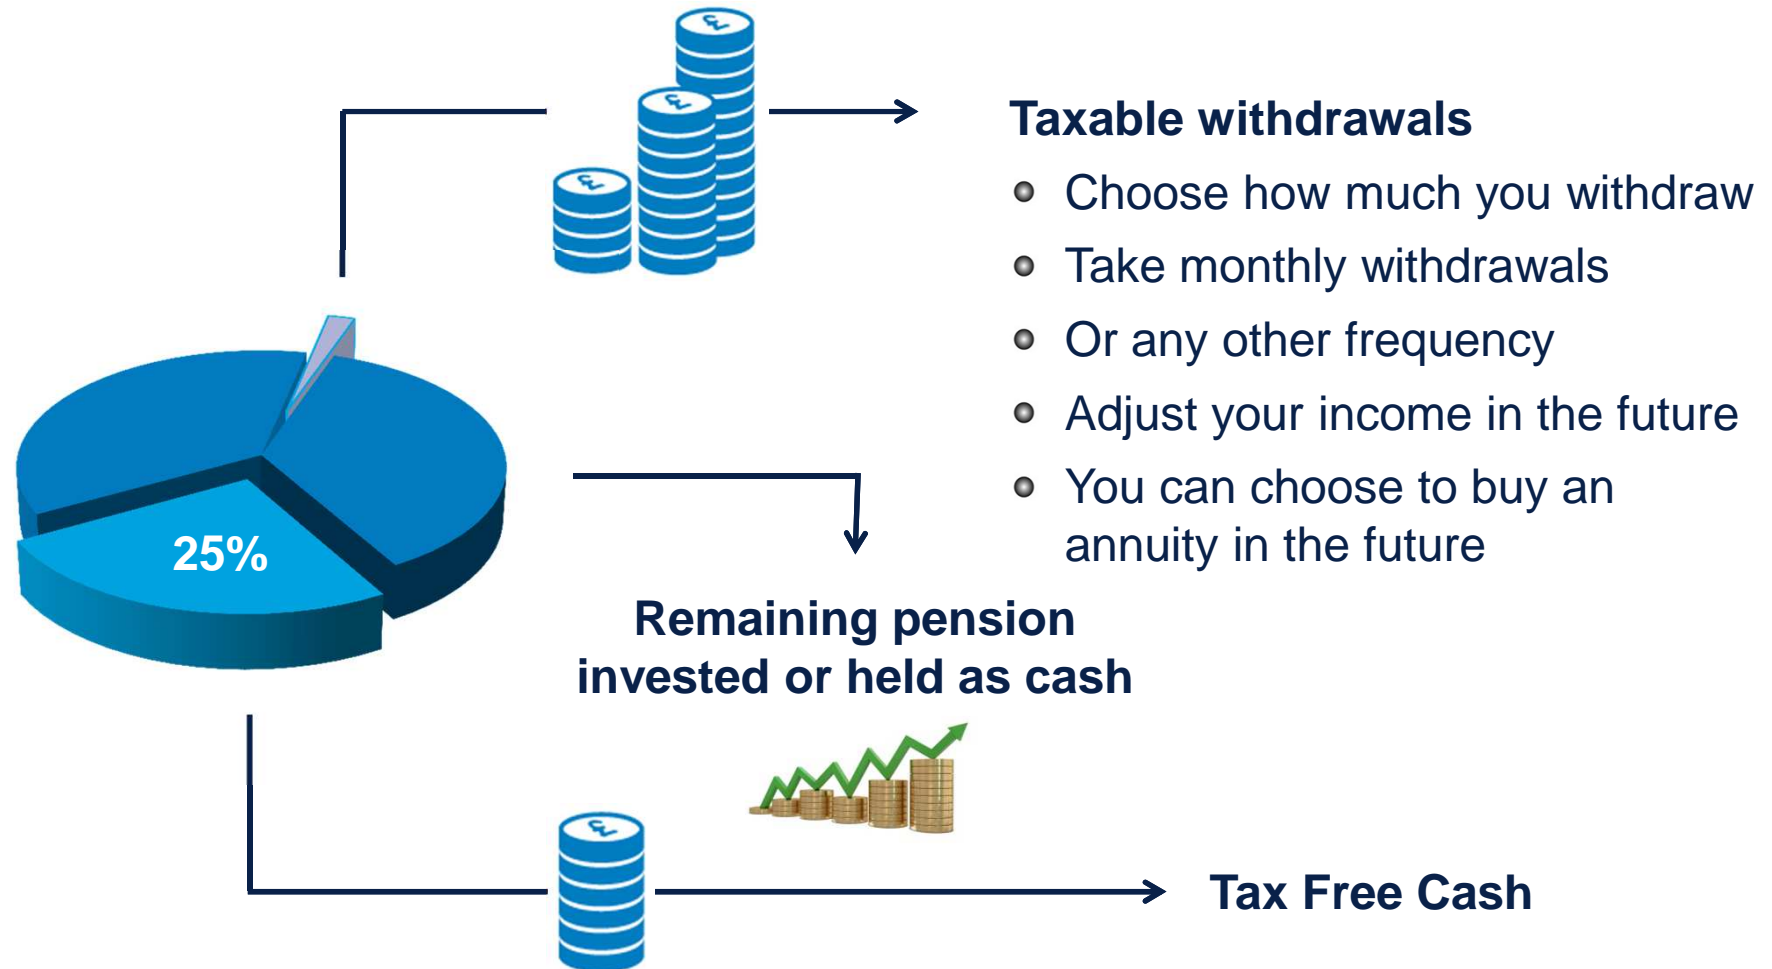 Taxable withdrawals
Choose how much you withdraw
Take monthly withdrawals
Or any other frequency
Adjust your income in the future
You can choose to buy an
annuity in the future
25%
Remaining pension
invested or held as cash
Tax Free Cash